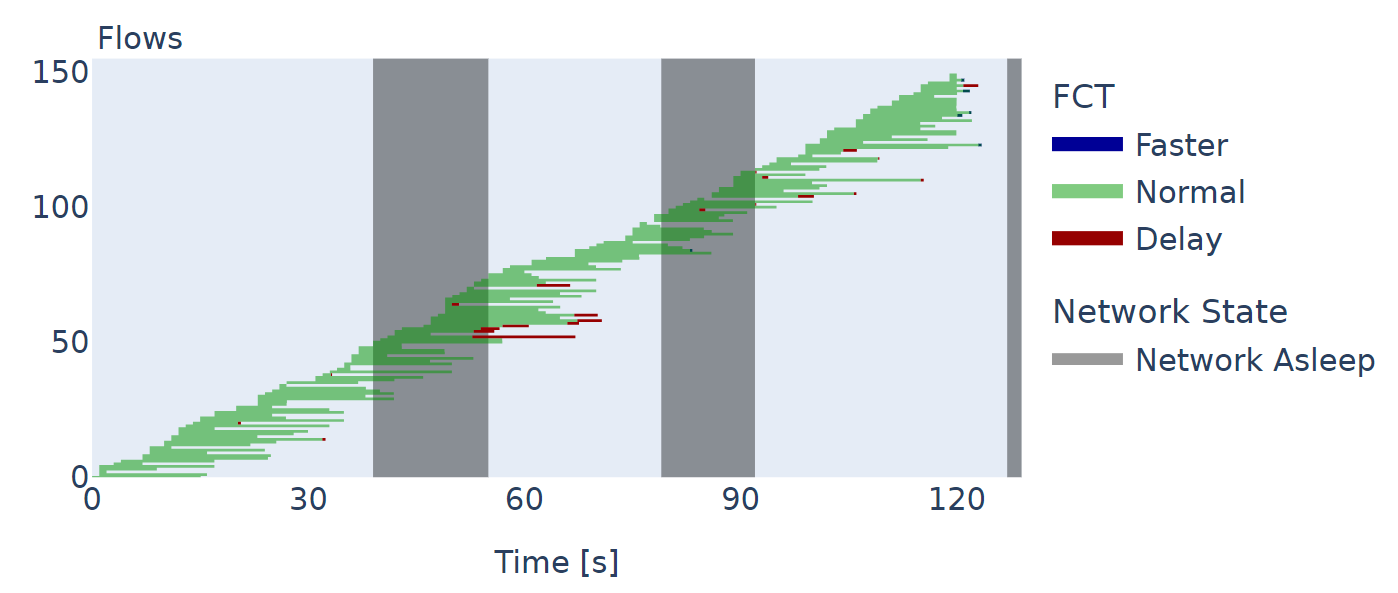 Flows
150
100
50
0
0 30 60 90 120
Time [s]
FCT
Faster
Normal
Delay
Network State
Network Asleep